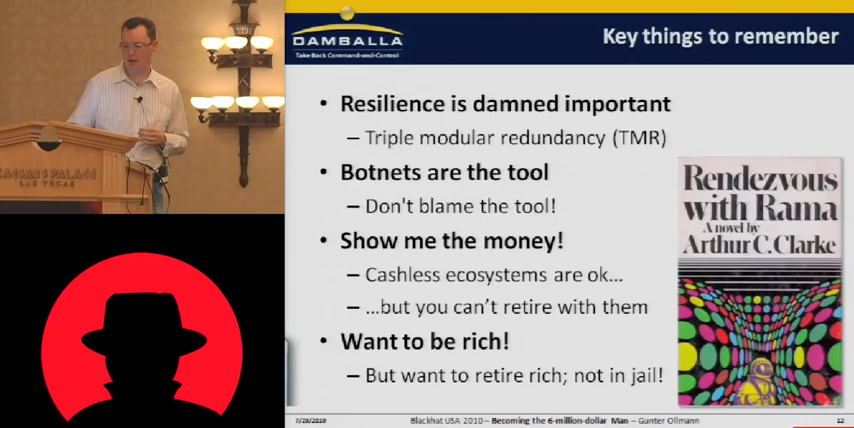 CAESARS PALACE
LAS VEGAS
DAMBALLA
Take Back Command-and-Control
Key things to remember
• Resilience is damned important
– Triple modular redundancy (TMR)
• Botnets are the tool
– Don't blame the tool!
• Show me the money!
– Cashless ecosystems are ok…
– …but you can't retire with them
• Want to be rich!
– But want to retire rich; not in jail!
Rendezvous
with Rama
A novel by
Arthur C. Clarke
7/28/2010
Blackhat USA 2010 – Becoming the 6-million-dollar Man – Gunter Ollmann
12